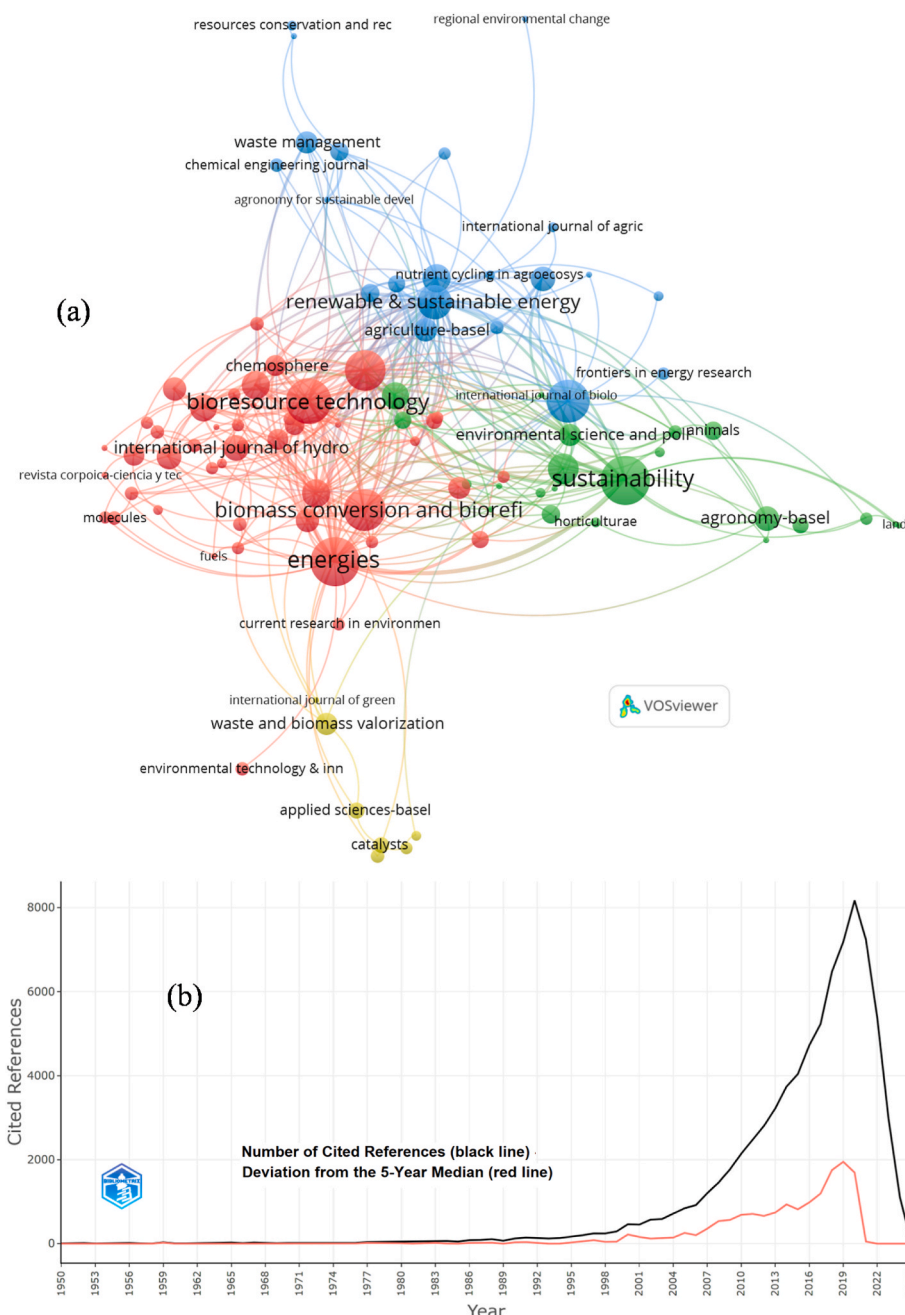 resources conservation and rec
regional environmental change
waste management
chemical engineering journal
agronomy for sustainable devel
international journal of agric
nutrient cycling in agroecosys
renewable & sustainable energy
(a)
agriculture-basel
chemosphere
frontiers in energy research
international journal of biolo
bioresource technology
environmental science and poll
animals
international journal of hydro
revista corpoica-ciencia y tec
sustainability
biomass conversion and biorefi
molecules
horticulturae
agronomy-basel
land
fuels
energies
current research in environmen
international journal of green
VOSviewer
waste and biomass valorization
environmental technology & inn
applied sciences-basel
catalysts
8000
(b)
6000
Cited References
4000
Number of Cited References (black line)
Deviation from the 5-Year Median (red line)
2000
BIBLIOMETRIX
0
1950 1953 1956 1959 1962 1965 1968 1971 1974 1977 1980 1983 1986 1989 1992 1995 1998 2001 2004 2007 2010 2013 2016 2019 2022
Year